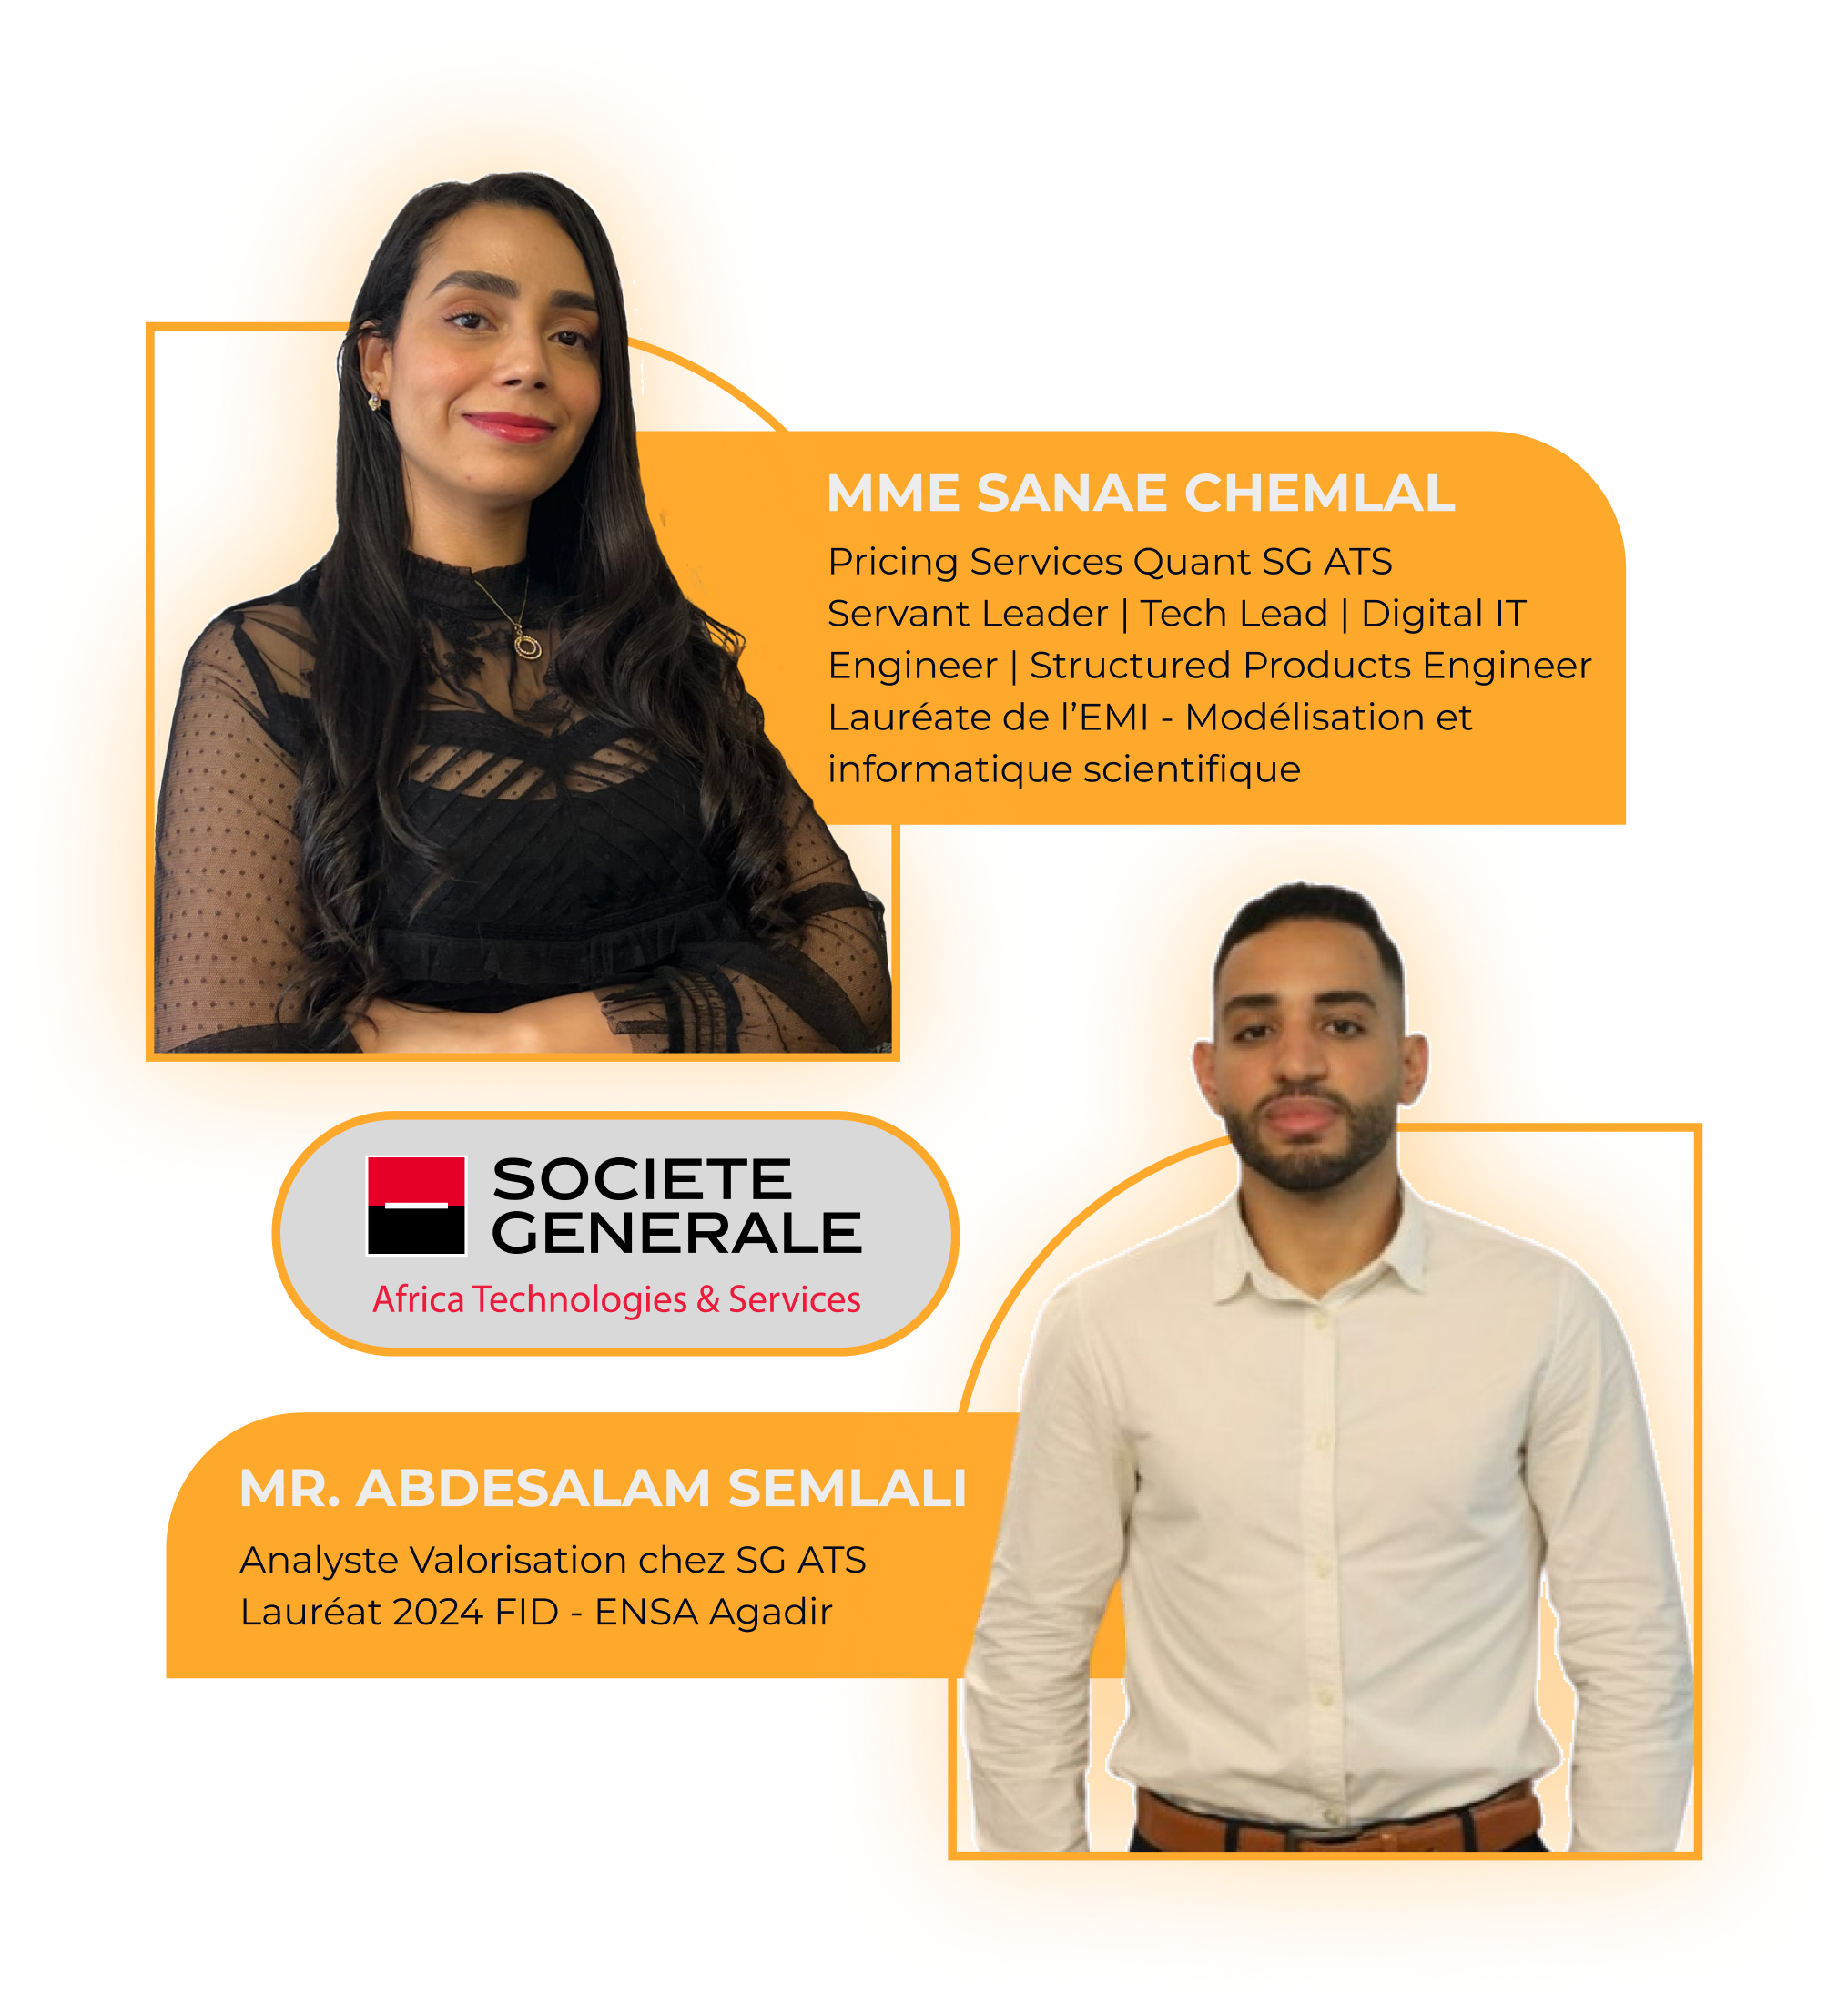 MME SANAE CHEMLAL
Pricing Services Quant SG ATS
Servant Leader | Tech Lead | Digital IT
Engineer | Structured Products Engineer
Lauréate de l’EMI - Modélisation et
informatique scientifique
SOCIETE
GENERALE
Africa Technologies & Services
MR. ABDESALAM SEMLALI
Analyste Valorisation chez SG ATS
Lauréat 2024 FID - ENSA Agadir